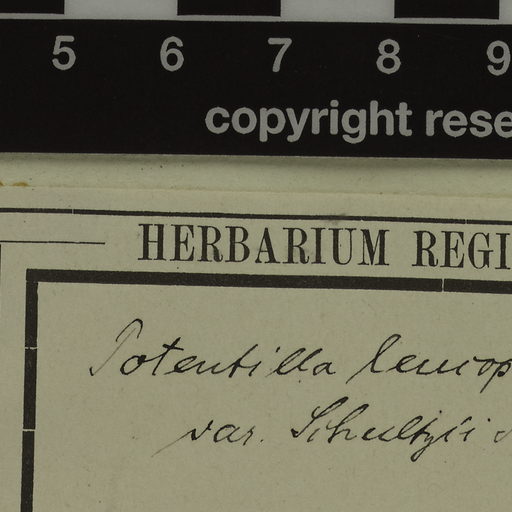 5 6 7 8 9
copyright rese
HERBARIUM REGI
Potentilla leucop
var. Schultzii